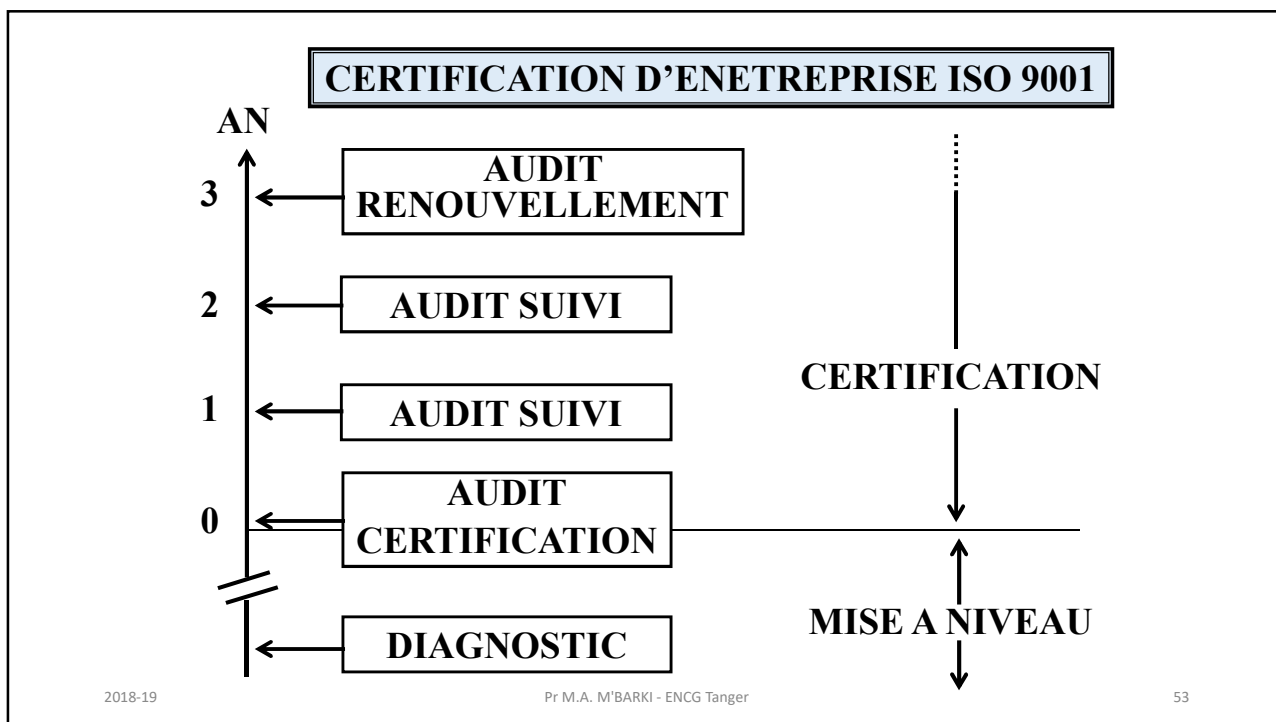 CERTIFICATION D’ENETREPRISE ISO 9001
AN
3
AUDIT
RENOUVELLEMENT
2
AUDIT SUIVI
CERTIFICATION
1
AUDIT SUIVI
0
AUDIT
CERTIFICATION
MISE A NIVEAU
DIAGNOSTIC
2018-19
Pr M.A. M'BARKI - ENCG Tanger
53